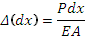 Δ(dx) = Pdx / EA